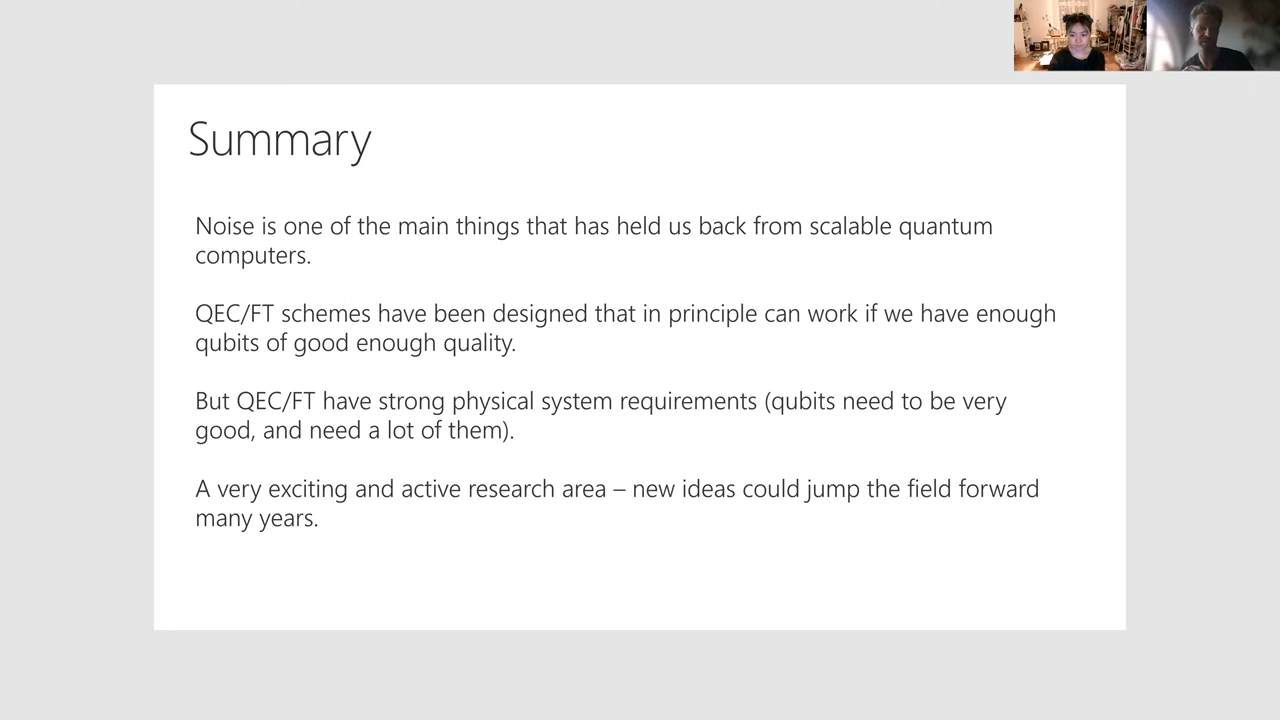 Summary
Noise is one of the main things that has held us back from scalable quantum
computers.
QEC/FT schemes have been designed that in principle can work if we have enough
qubits of good enough quality.
But QEC/FT have strong physical system requirements (qubits need to be very
good, and need a lot of them).
A very exciting and active research area – new ideas could jump the field forward
many years.